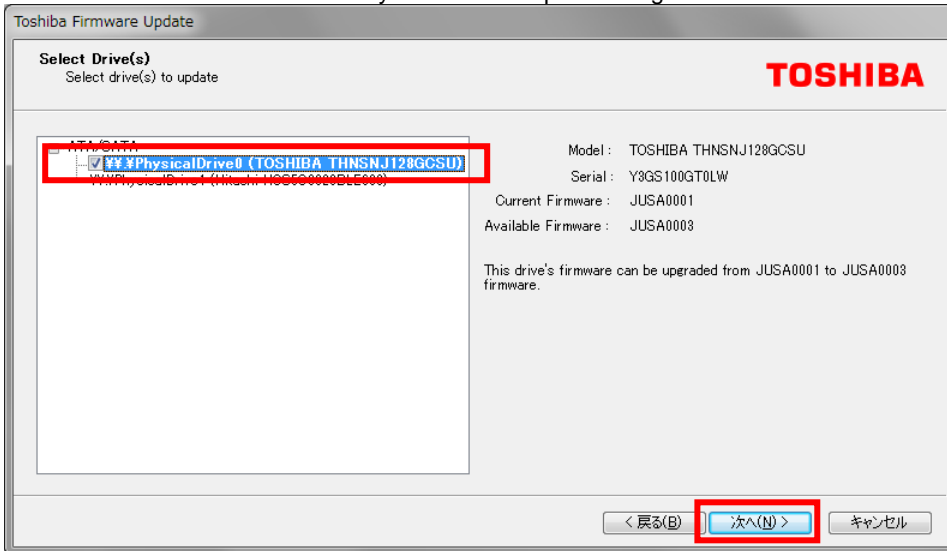 Toshiba Firmware Update
Select Drive(s)
Select drive(s) to update
TOSHIBA
ATA/SATA
¥¥.¥PhysicalDrive0 (TOSHIBA THNSNJ128GCSU)
Model : TOSHIBA THNSNJ128GCSU
Serial : Y3GS100GT0LW
Current Firmware : JUSA0001
Available Firmware : JUSA0003
This drive's firmware can be upgraded from JUSA0001 to JUSA0003
firmware.
< 戻る(B)
次へ(N) >
キャンセル